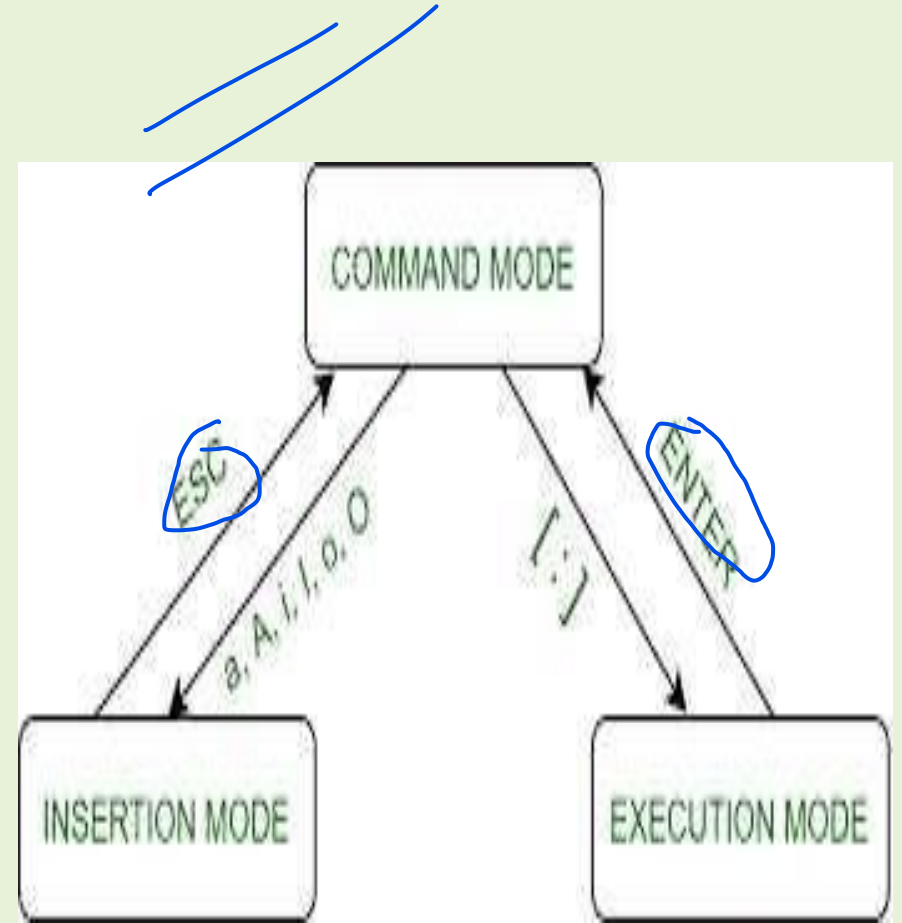 COMMAND MODE
ESC
ENTER
a, A, i, I, o, O
[ : ]
INSERTION MODE
EXECUTION MODE